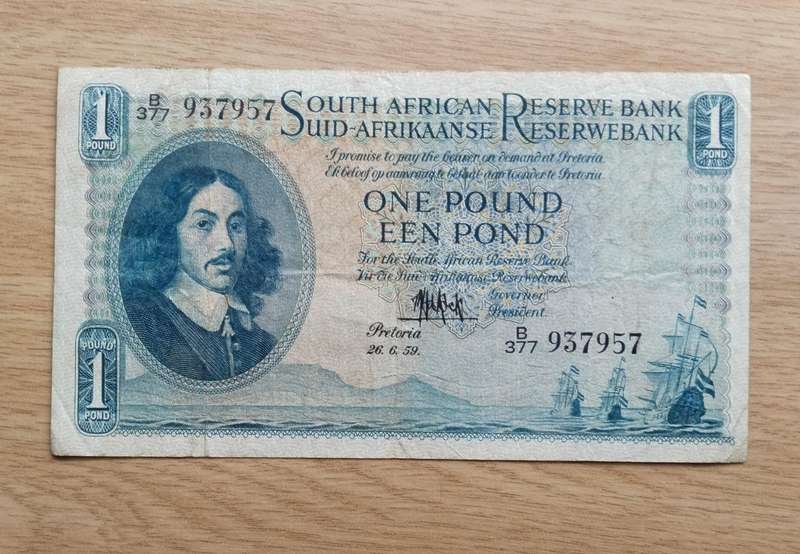 1 POUND
B/377 937957
SOUTH AFRICAN RESERVE BANK
SUID-AFRIKAANSE RESERWEBANK
1 POND
I promise to pay the bearer on demand at Pretoria.
Ek beloof op aanvraag te betaal aan toonder te Pretoria.
ONE POUND
EEN POND
For the South African Reserve Bank
Vir die Suid-Afrikaanse Reserwebank
Governor
President.
Pretoria
26. 6. 59.
B/377 937957
POUND
1
POND